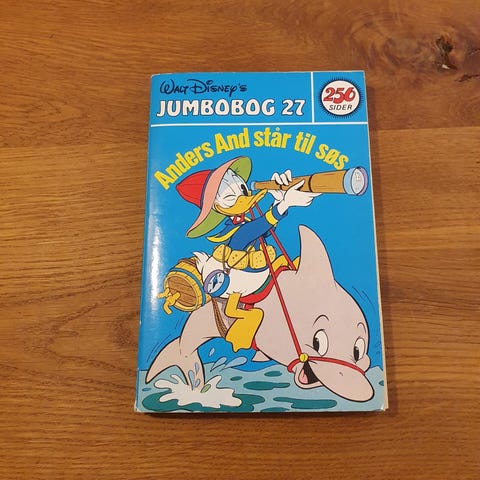 WALT DISNEY'S
JUMBOBOG 27
256
SIDER
Anders And står til søs